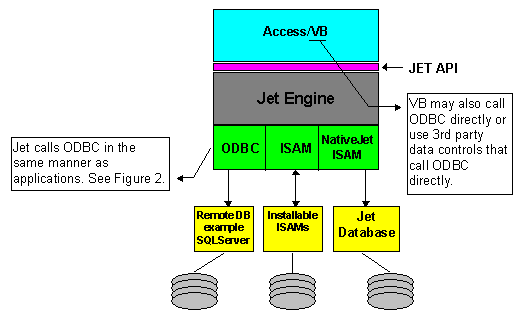 Access/VB
JET API
Jet Engine
VB may also call
ODBC directly or
use 3rd party
data controls that
call ODBC
directly.
Jet calls ODBC in the
same manner as
applications. See Figure 2.
ODBC
ISAM
NativeJet
ISAM
Remote DB
example
SQLServer
Installable
ISAMs
Jet
Database